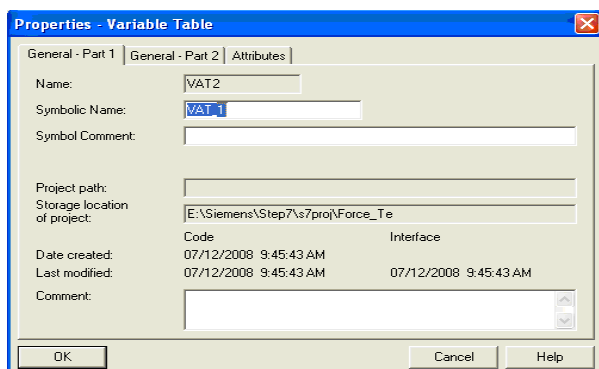 Properties - Variable Table
General - Part 1 General - Part 2 Attributes
Name: VAT2
Symbolic Name: VAT_1
Symbol Comment:
Project path:
Storage location
of project: E:\Siemens\Step7\s7proj\Force_Te
Code Interface
Date created: 07/12/2008 9:45:43 AM
Last modified: 07/12/2008 9:45:43 AM 07/12/2008 9:45:43 AM
Comment:
OK Cancel Help